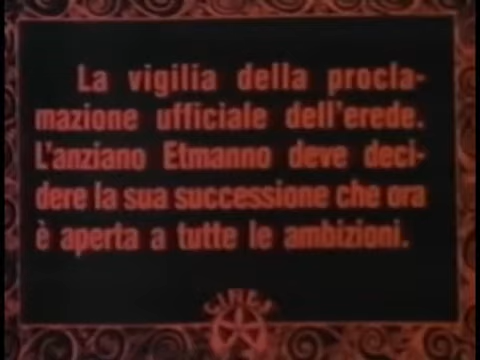 La vigilia della procla-
mazione ufficiale dell'erede.
L'anziano Etmanno deve deci-
dere la sua successione che ora
è aperta a tutte le ambizioni.
CINES